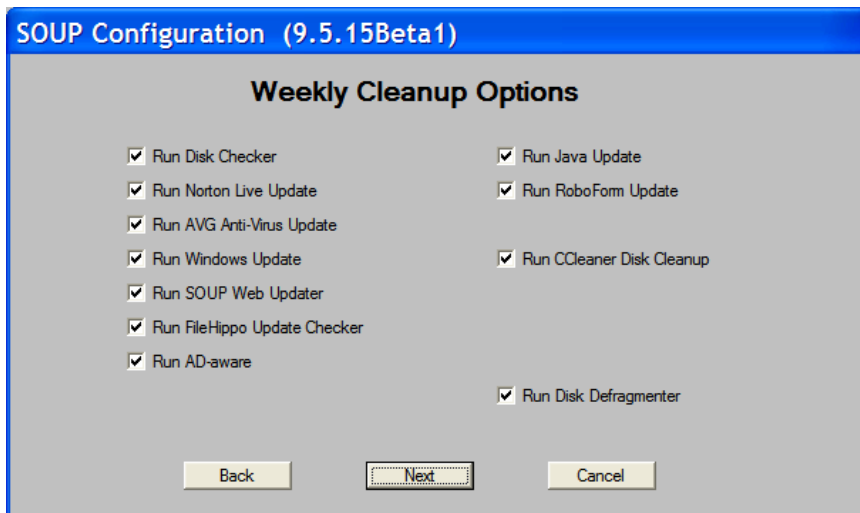 SOUP Configuration (9.5.15Beta1)
Weekly Cleanup Options
Run Disk Checker
Run Norton Live Update
Run AVG Anti-Virus Update
Run Windows Update
Run SOUP Web Updater
Run FileHippo Update Checker
Run AD-aware
Run Java Update
Run RoboForm Update
Run CCleaner Disk Cleanup
Run Disk Defragmenter
Back
Next
Cancel